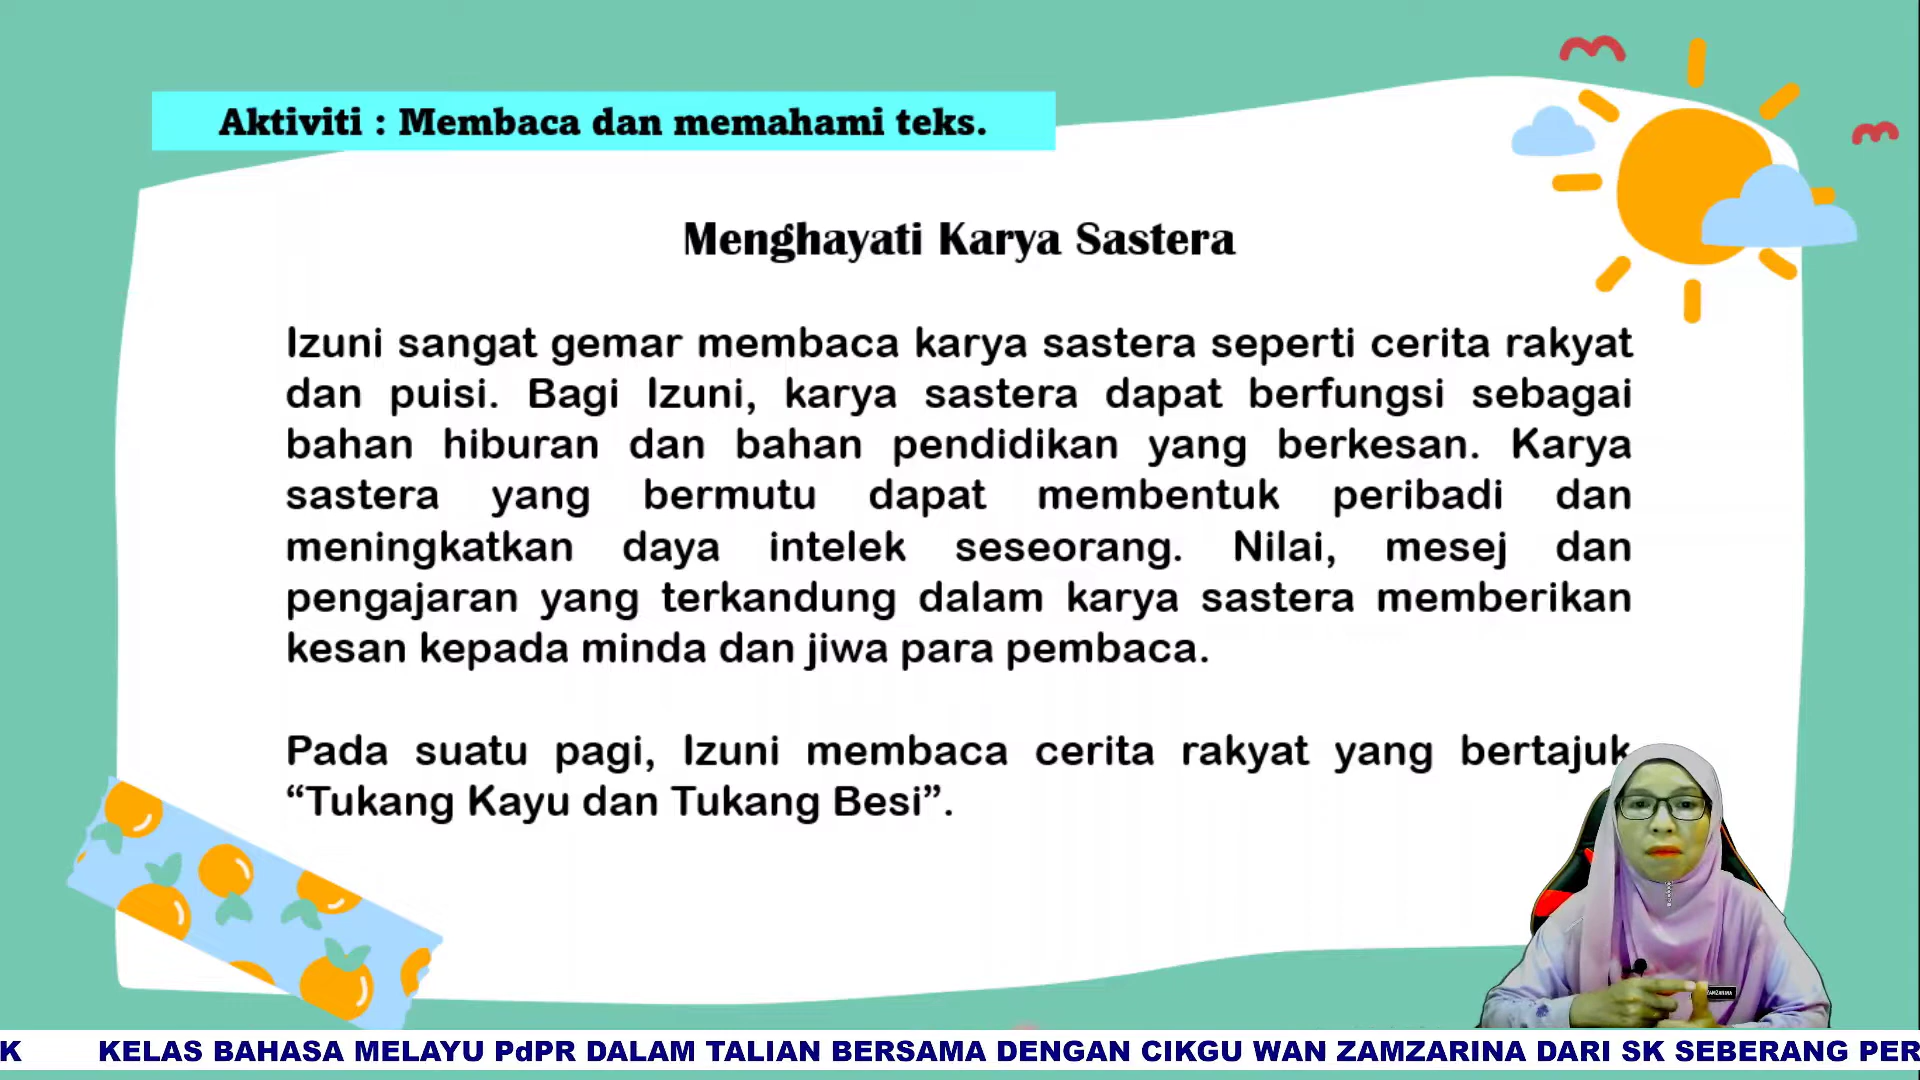 Aktiviti : Membaca dan memahami teks.
Menghayati Karya Sastera
Izuni sangat gemar membaca karya sastera seperti cerita rakyat
dan puisi. Bagi Izuni, karya sastera dapat berfungsi sebagai
bahan hiburan dan bahan pendidikan yang berkesan. Karya
sastera yang bermutu dapat membentuk peribadi dan
meningkatkan daya intelek seseorang. Nilai, mesej dan
pengajaran yang terkandung dalam karya sastera memberikan
kesan kepada minda dan jiwa para pembaca.
Pada suatu pagi, Izuni membaca cerita rakyat yang bertajuk
“Tukang Kayu dan Tukang Besi”.
ZAMZARINA
K KELAS BAHASA MELAYU PdPR DALAM TALIAN BERSAMA DENGAN CIKGU WAN ZAMZARINA DARI SK SEBERANG PER